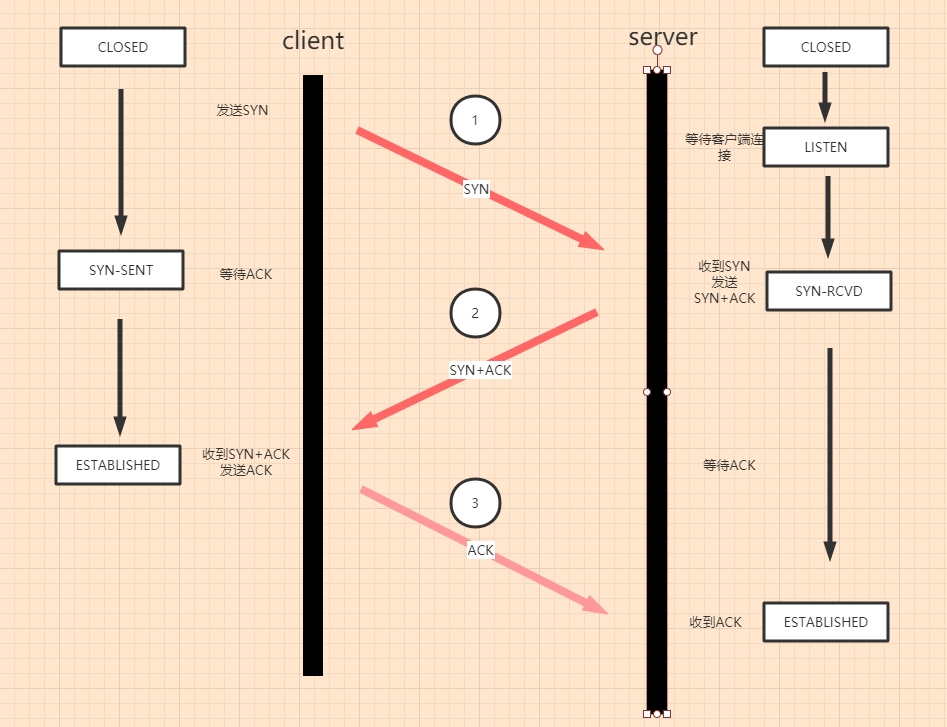 client
server
CLOSED
CLOSED
发送SYN
1
等待客户端连
接
LISTEN
SYN
SYN-SENT
等待ACK
收到SYN
发送
SYN+ACK
SYN-RCVD
2
SYN+ACK
ESTABLISHED
收到SYN+ACK
发送ACK
等待ACK
3
ACK
收到ACK
ESTABLISHED